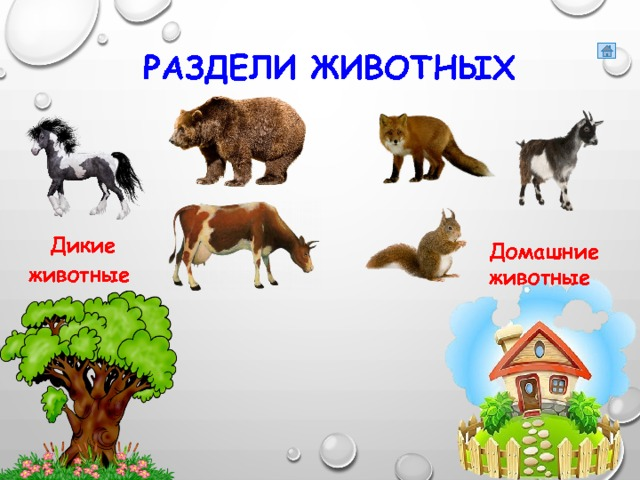 РАЗДЕЛИ ЖИВОТНЫХ
Дикие
животные
Домашние
животные